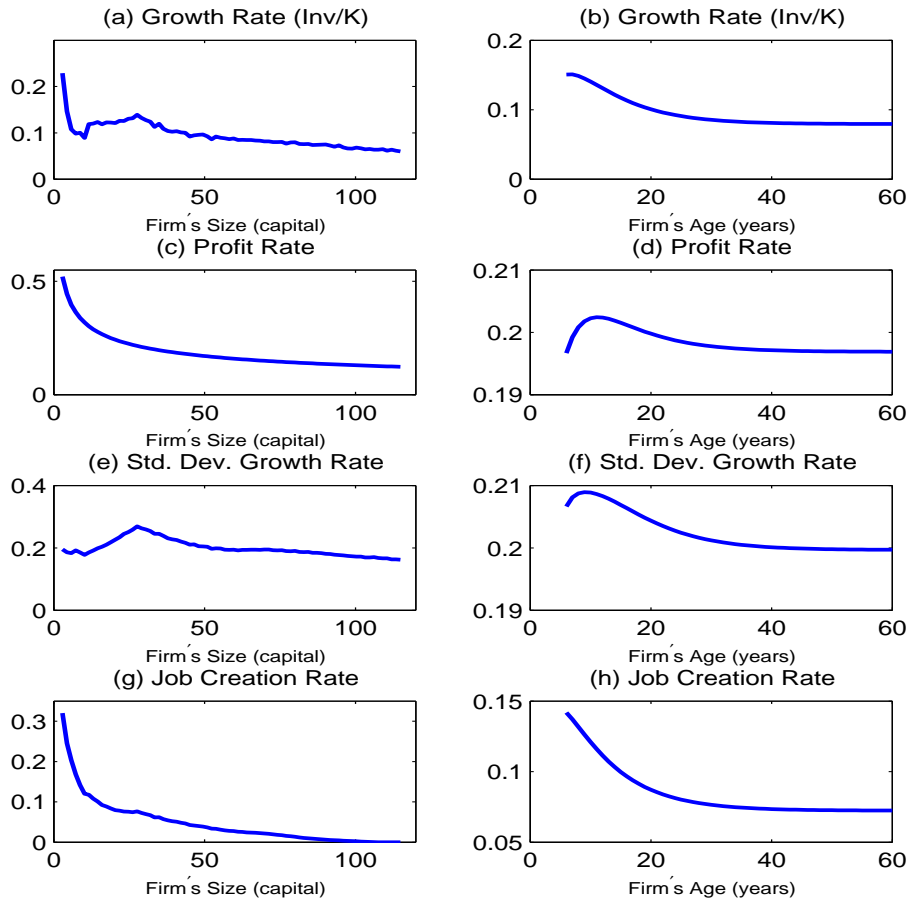 (a) Growth Rate (Inv/K)
0.2
0.1
0
0 50 100
Firm´s Size (capital)
(b) Growth Rate (Inv/K)
0.2
0.1
0
0 20 40 60
Firm´s Age (years)
(c) Profit Rate
0.5
0
0 50 100
Firm´s Size (capital)
(d) Profit Rate
0.21
0.2
0.19
0 20 40 60
Firm´s Age (years)
(e) Std. Dev. Growth Rate
0.4
0.2
0
0 50 100
Firm´s Size (capital)
(f) Std. Dev. Growth Rate
0.21
0.2
0.19
0 20 40 60
Firm´s Age (years)
(g) Job Creation Rate
0.3
0.2
0.1
0
0 50 100
Firm´s Size (capital)
(h) Job Creation Rate
0.15
0.1
0.05
0 20 40 60
Firm´s Age (years)